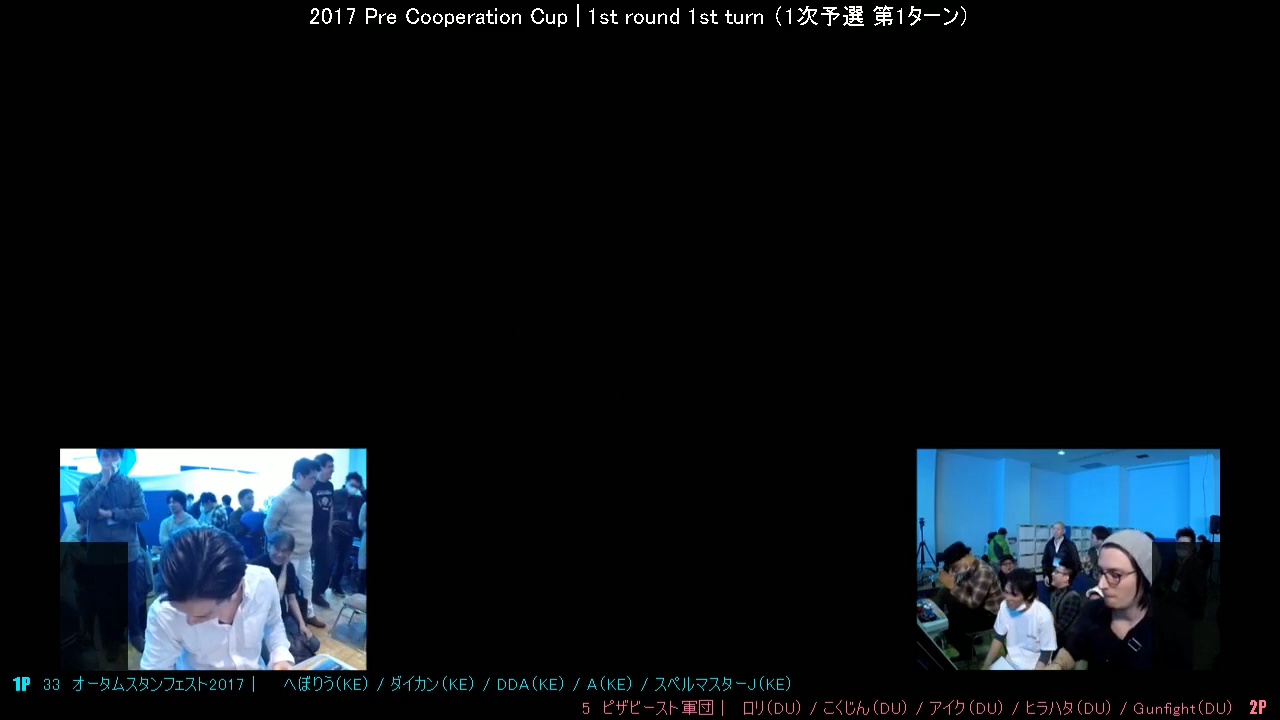 2017 Pre Cooperation Cup | 1st round 1st turn (1次予選 第1ターン)
1P 33 オータムスタンフェスト2017 | へぼりう(KE) / ダイカン(KE) / DDA(KE) / A(KE) / スペルマスターJ(KE)
5 ピザビースト軍団 | ロリ(DU) / こくじん(DU) / アイク(DU) / ヒラハタ(DU) / Gunfight(DU) 2P